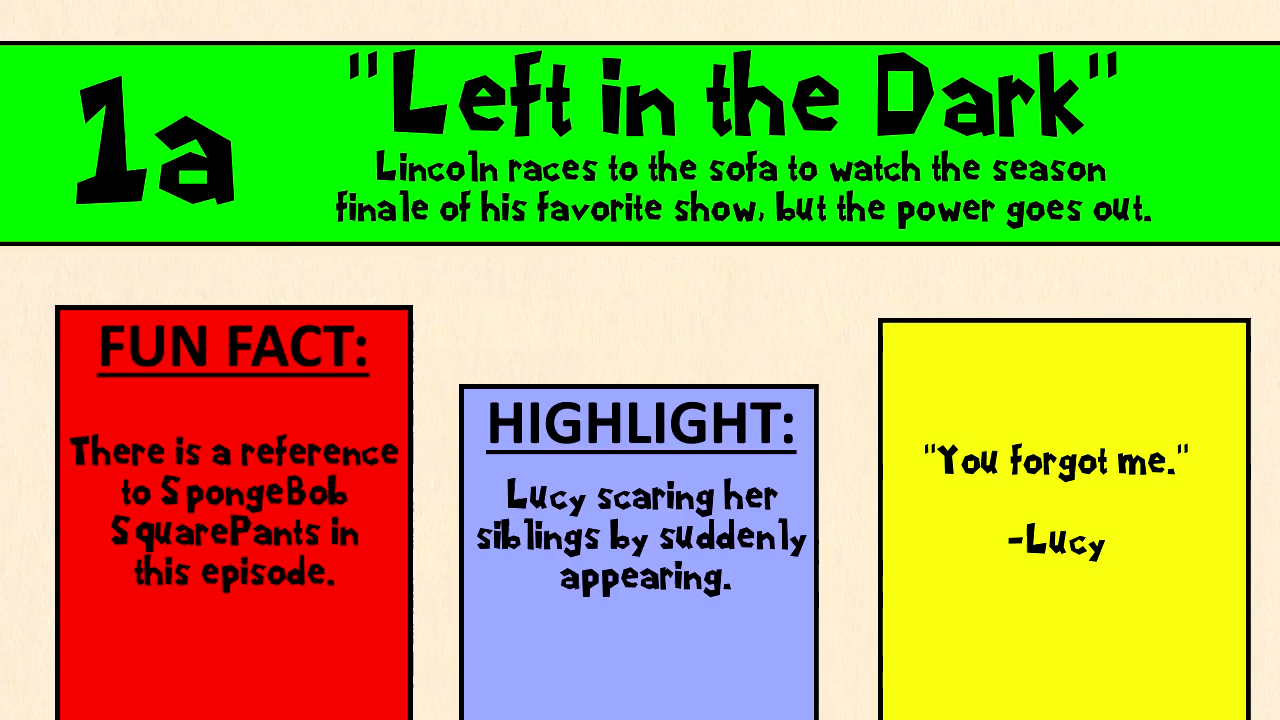 1a
"Left in the Dark"
Lincoln races to the sofa to watch the season
finale of his favorite show, but the power goes out.
FUN FACT:
There is a reference
to SpongeBob
SquarePants in
this episode.
HIGHLIGHT:
Lucy scaring her
siblings by suddenly
appearing.
"You forgot me."
-Lucy